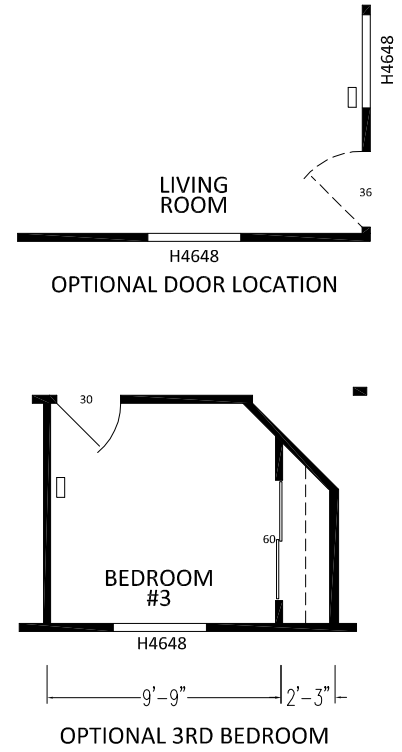 H4648
36
LIVING
ROOM
H4648
OPTIONAL DOOR LOCATION
30
60
BEDROOM
#3
H4648
9'-9"
2'-3"
OPTIONAL 3RD BEDROOM